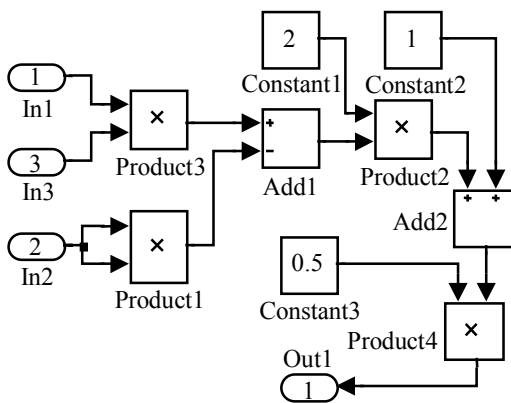 2
1
1
Constant1
Constant2
In1
×
+
−
×
3
Product3
Add1
Product2
In3
+ +
2
×
Add2
In2
0.5
Product1
Constant3
×
Product4
Out1
1